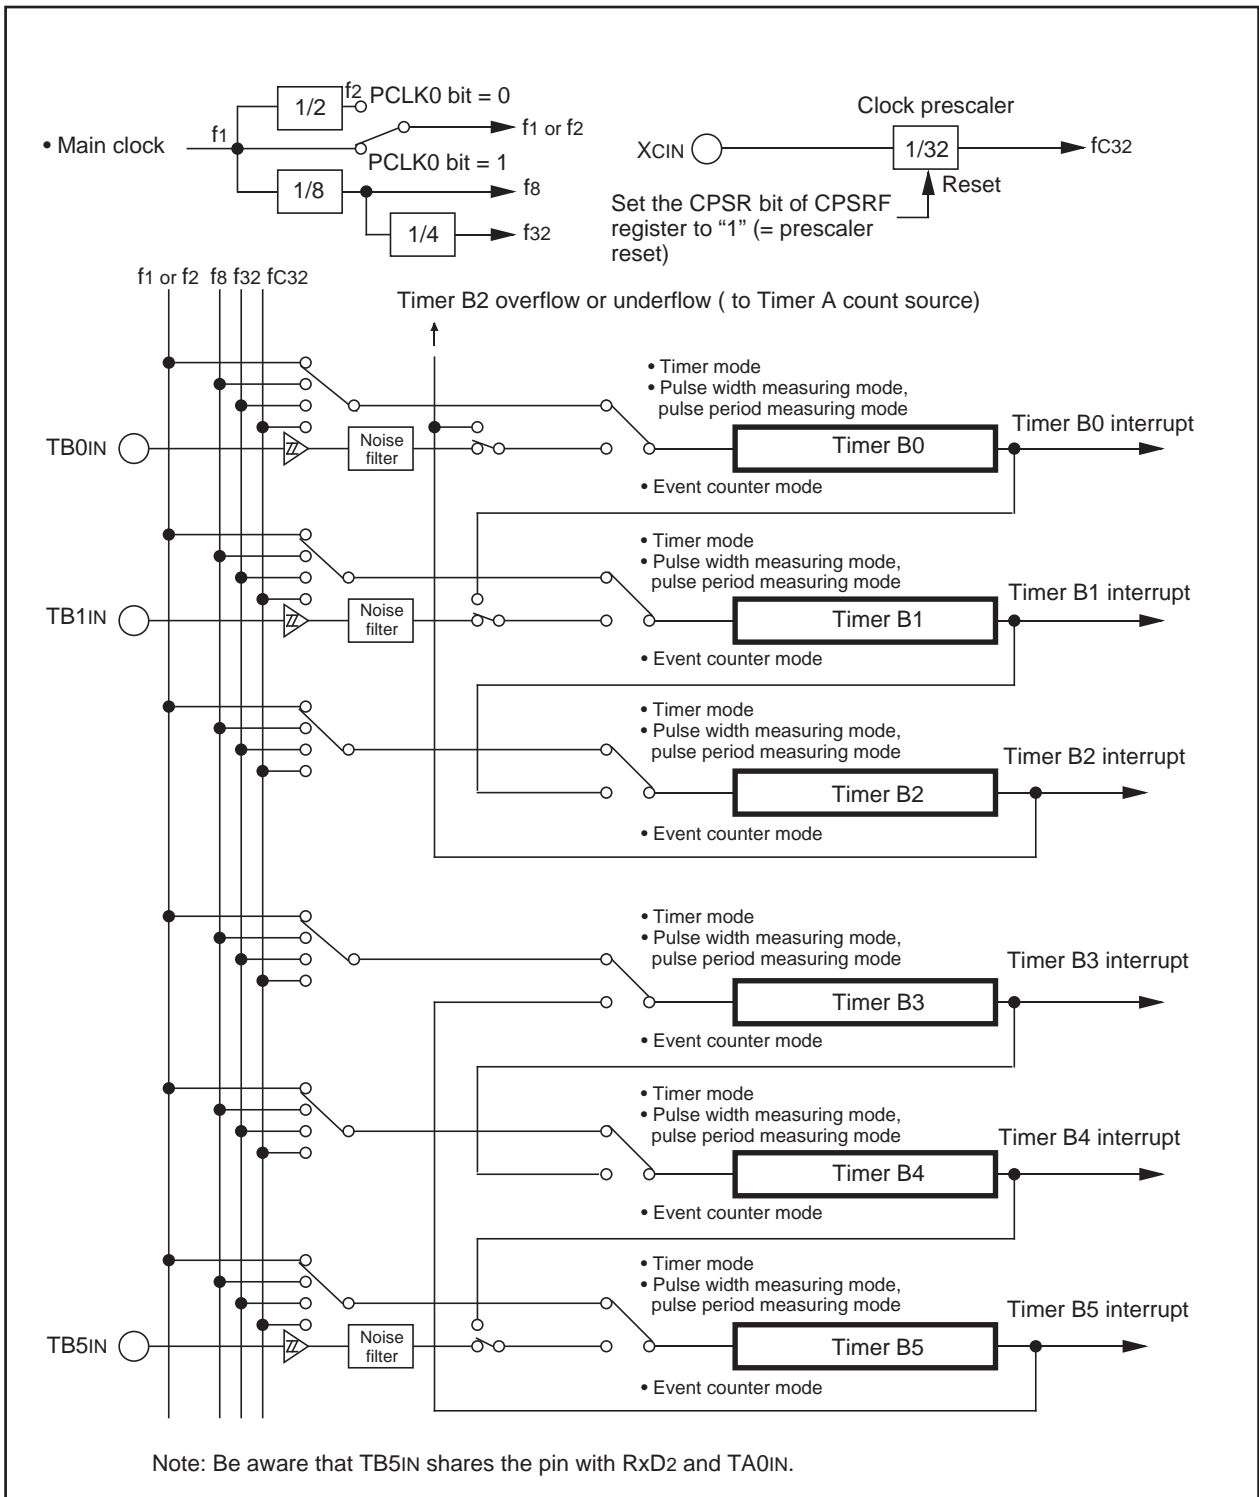 f2 PCLK0 bit = 0
1/2
• Main clock
f1
f1 or f2
PCLK0 bit = 1
1/8
f8
1/4
f32
Clock prescaler
XCIN
1/32
fC32
Reset
Set the CPSR bit of CPSRF
register to “1” (= prescaler
reset)
f1 or f2 f8 f32 fC32
Timer B2 overflow or underflow ( to Timer A count source)
• Timer mode
• Pulse width measuring mode,
pulse period measuring mode
TB0IN
Noise
filter
Timer B0
Timer B0 interrupt
• Event counter mode
• Timer mode
• Pulse width measuring mode,
pulse period measuring mode
TB1IN
Noise
filter
Timer B1
Timer B1 interrupt
• Event counter mode
• Timer mode
• Pulse width measuring mode,
pulse period measuring mode
Timer B2
Timer B2 interrupt
• Event counter mode
• Timer mode
• Pulse width measuring mode,
pulse period measuring mode
Timer B3
Timer B3 interrupt
• Event counter mode
• Timer mode
• Pulse width measuring mode,
pulse period measuring mode
Timer B4
Timer B4 interrupt
• Event counter mode
• Timer mode
• Pulse width measuring mode,
pulse period measuring mode
TB5IN
Noise
filter
Timer B5
Timer B5 interrupt
• Event counter mode
Note: Be aware that TB5IN shares the pin with RxD2 and TA0IN.